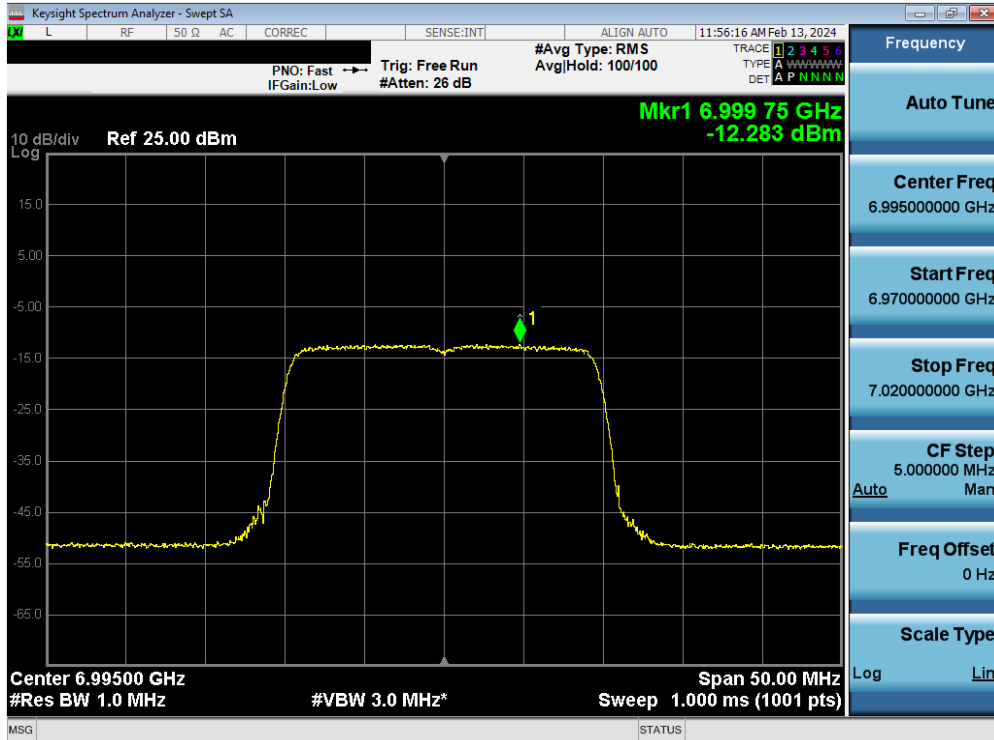 Keysight Spectrum Analyzer - Swept SA
LXI L RF 50 Ω AC CORREC SENSE:INT ALIGN AUTO 11:56:16 AM Feb 13, 2024
PNO: Fast
IFGain:Low
Trig: Free Run
#Atten: 26 dB
#Avg Type: RMS
Avg|Hold: 100/100
TRACE 1 2 3 4 5 6
TYPE A WWWWW
DET A P N N N N
Mkr1 6.999 75 GHz
-12.283 dBm
10 dB/div Ref 25.00 dBm
Log
15.0
5.00
-5.00
-15.0
-25.0
-35.0
-45.0
-55.0
-65.0
1
Center 6.99500 GHz Span 50.00 MHz
#Res BW 1.0 MHz #VBW 3.0 MHz* Sweep 1.000 ms (1001 pts)
MSG STATUS
Frequency
Auto Tune
Center Freq
6.995000000 GHz
Start Freq
6.970000000 GHz
Stop Freq
7.020000000 GHz
CF Step
5.000000 MHz
Auto Man
Freq Offset
0 Hz
Scale Type
Log Lin